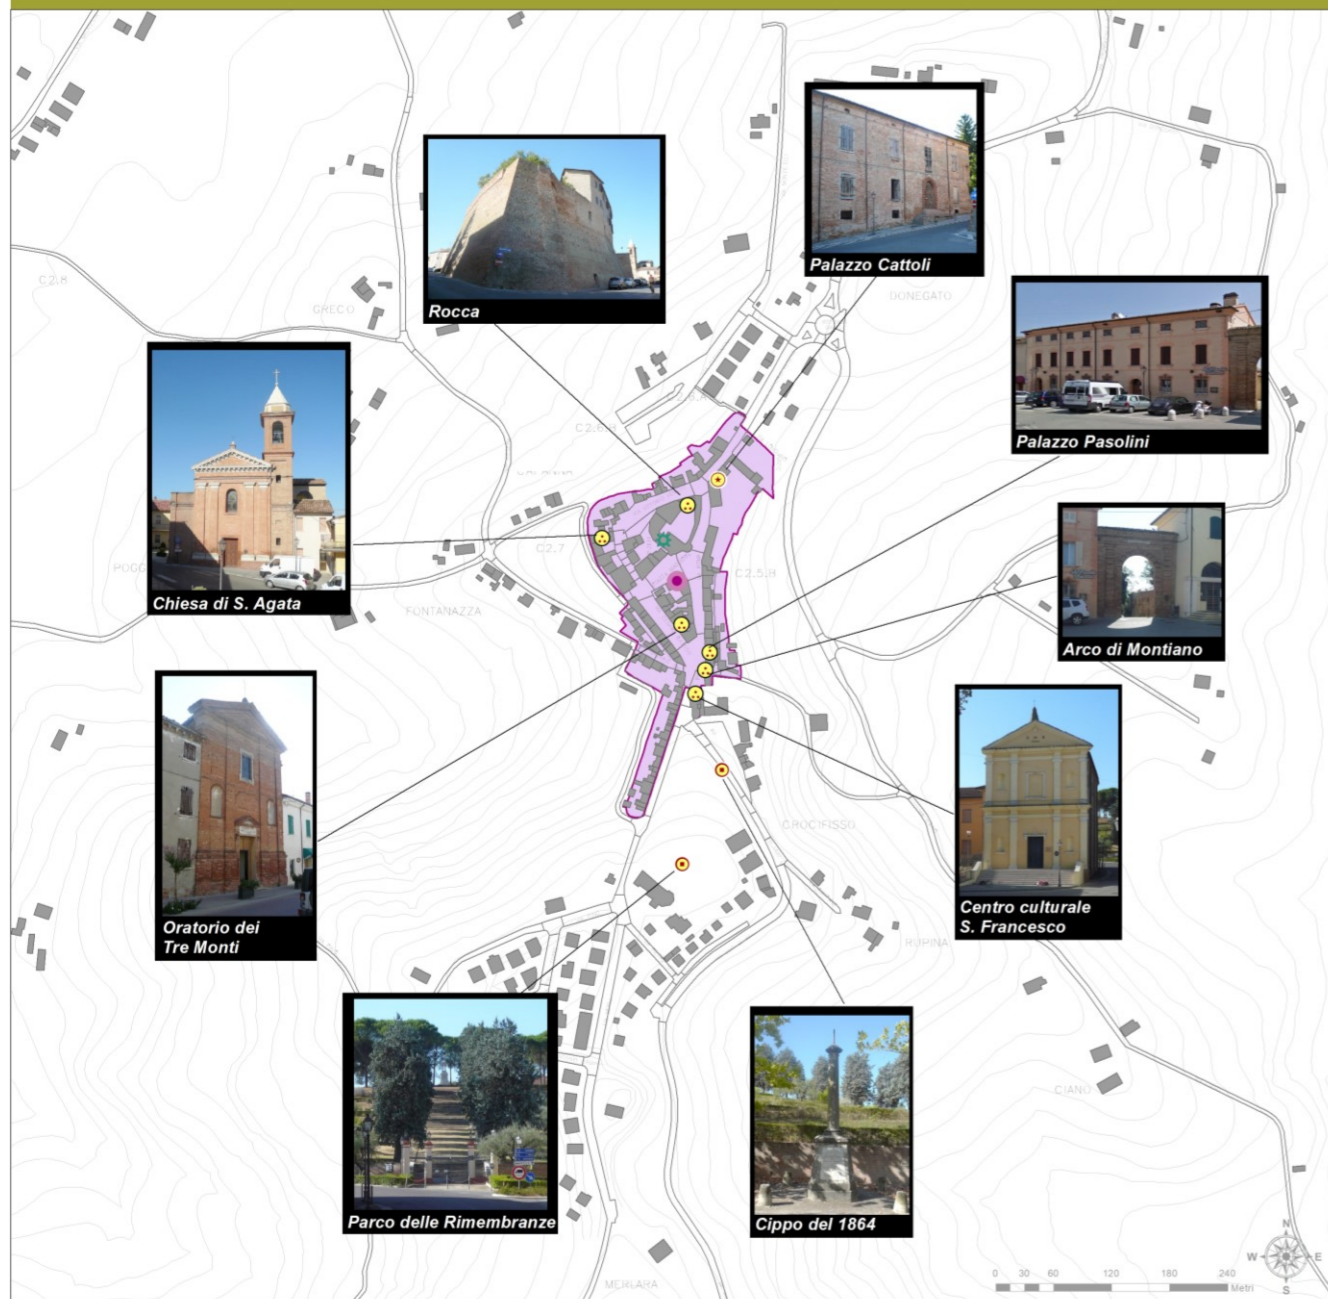 Palazzo Cattoli
Rocca
DONEGATO
C2.8
GRECO
Palazzo Pasolini
C2.6.B
C2.7
C2.5.B
FONTANAZZA
Chiesa di S. Agata
Arco di Montiano
CROCIFISSO
Oratorio dei
Tre Monti
Centro culturale
S. Francesco
RUPINA
CIANO
Parco delle Rimembranze
Cippo del 1864
N
W E
S
0 30 60 120 180 240
Metri
MERLARA